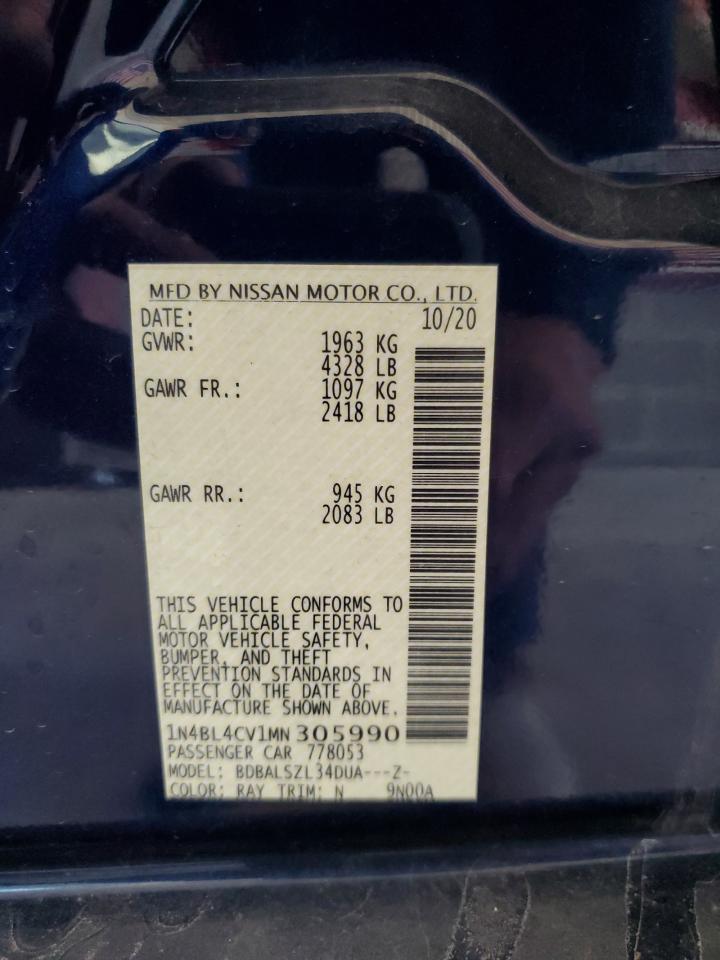 MFD BY NISSAN MOTOR CO., LTD.
DATE: 10/20
GVWR: 1963 KG
4328 LB
GAWR FR.: 1097 KG
2418 LB
GAWR RR.: 945 KG
2083 LB
THIS VEHICLE CONFORMS TO
ALL APPLICABLE FEDERAL
MOTOR VEHICLE SAFETY,
BUMPER, AND THEFT
PREVENTION STANDARDS IN
EFFECT ON THE DATE OF
MANUFACTURE SHOWN ABOVE.
1N4BL4CV1MN305990
PASSENGER CAR 778053
MODEL: BDBALSZL34DUA---Z-
COLOR: RAY TRIM: N 9N00A